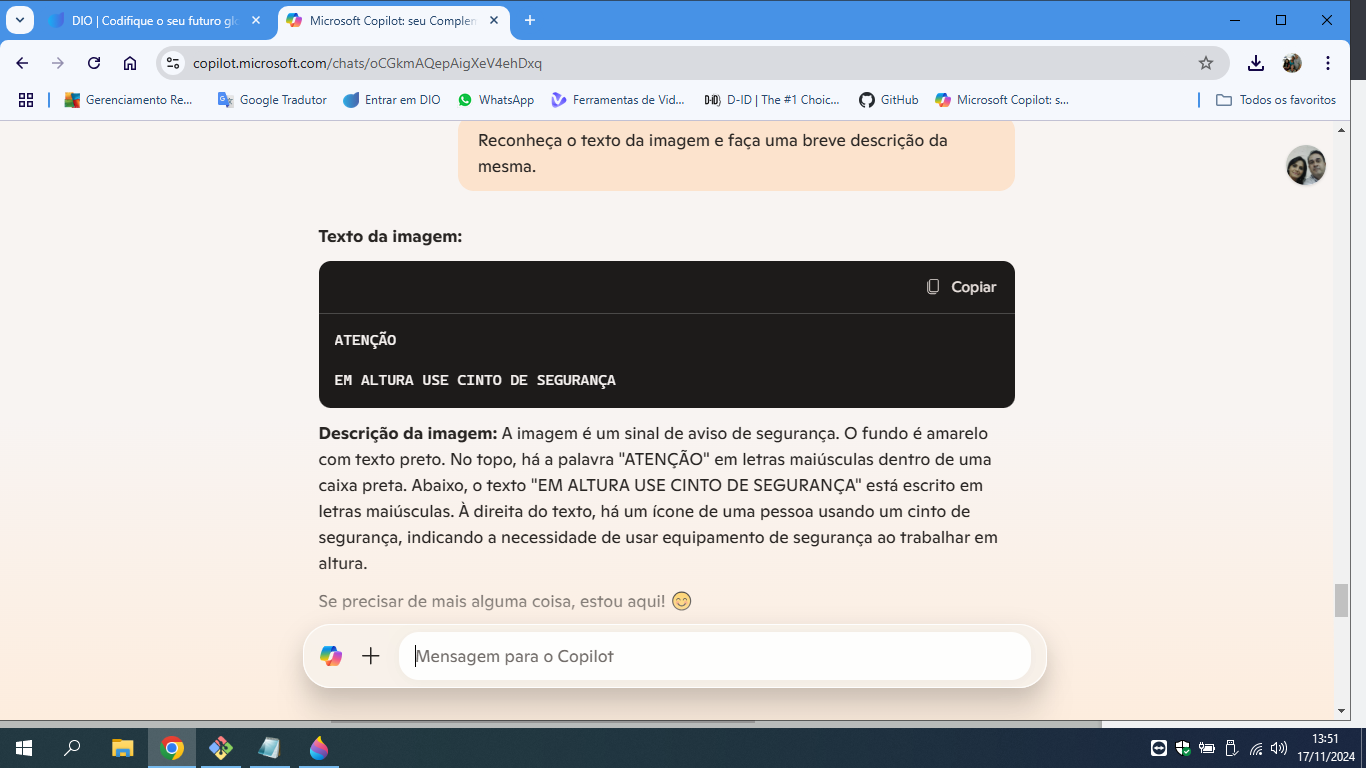 DIO | Codifique o seu futuro glo
Microsoft Copilot: seu Complem
copilot.microsoft.com/chats/oCGkmAQepAigXeV4ehDxq
Gerenciamento Re...
Google Tradutor
Entrar em DIO
WhatsApp
Ferramentas de Vid...
D-ID | The #1 Choic...
GitHub
Microsoft Copilot: s...
Todos os favoritos
Reconheça o texto da imagem e faça uma breve descrição da
mesma.
Texto da imagem:
Copiar
ATENÇÃO
EM ALTURA USE CINTO DE SEGURANÇA
Descrição da imagem: A imagem é um sinal de aviso de segurança. O fundo é amarelo
com texto preto. No topo, há a palavra "ATENÇÃO" em letras maiúsculas dentro de uma
caixa preta. Abaixo, o texto "EM ALTURA USE CINTO DE SEGURANÇA" está escrito em
letras maiúsculas. À direita do texto, há um ícone de uma pessoa usando um cinto de
segurança, indicando a necessidade de usar equipamento de segurança ao trabalhar em
altura.
Se precisar de mais alguma coisa, estou aqui! 😊
Mensagem para o Copilot
13:51
17/11/2024